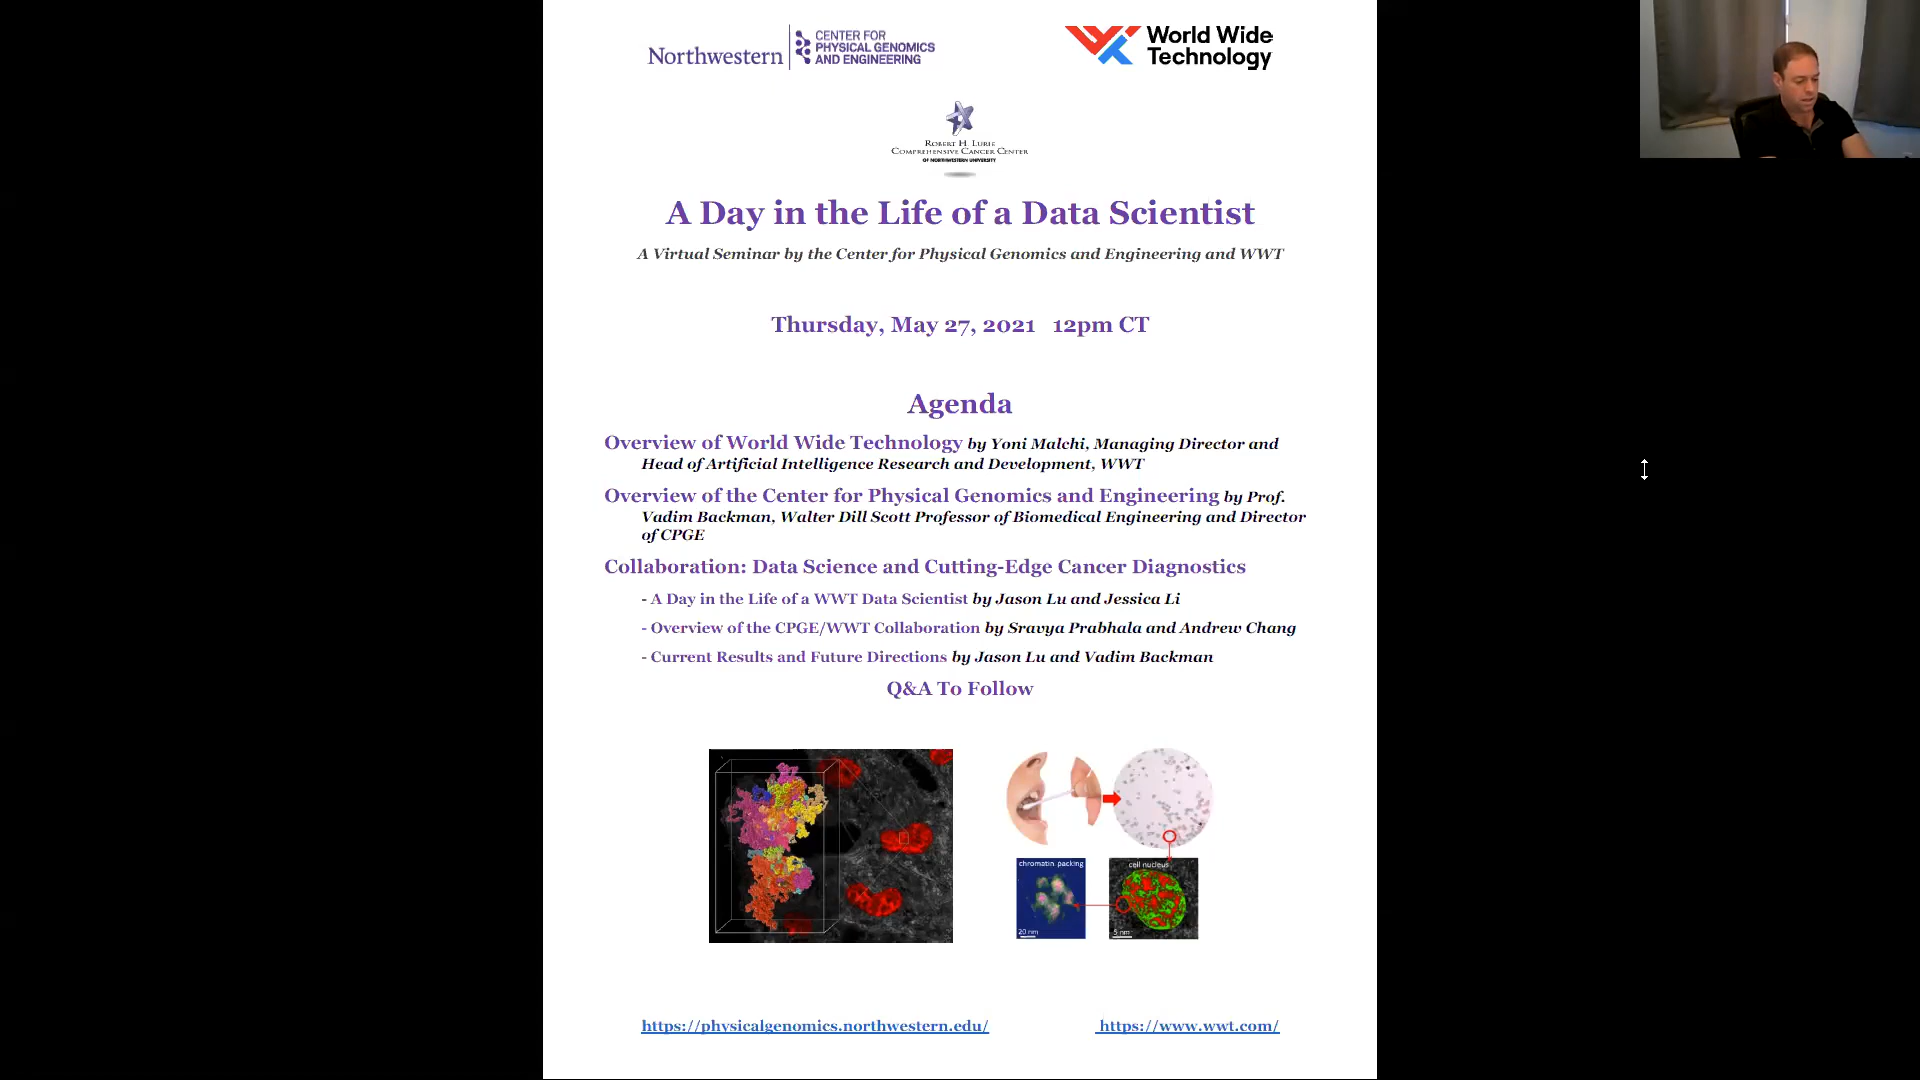 Northwestern
CENTER FOR
PHYSICAL GENOMICS
AND ENGINEERING
World Wide
Technology
ROBERT H. LURIE
COMPREHENSIVE CANCER CENTER
OF NORTHWESTERN UNIVERSITY
A Day in the Life of a Data Scientist
A Virtual Seminar by the Center for Physical Genomics and Engineering and WWT
Thursday, May 27, 2021 12pm CT
Agenda
Overview of World Wide Technology by Yoni Malchi, Managing Director and
Head of Artificial Intelligence Research and Development, WWT
Overview of the Center for Physical Genomics and Engineering by Prof.
Vadim Backman, Walter Dill Scott Professor of Biomedical Engineering and Director
of CPGE
Collaboration: Data Science and Cutting-Edge Cancer Diagnostics
- A Day in the Life of a WWT Data Scientist by Jason Lu and Jessica Li
- Overview of the CPGE/WWT Collaboration by Sravya Prabhala and Andrew Chang
- Current Results and Future Directions by Jason Lu and Vadim Backman
Q&A To Follow
chromatin packing
cell nucleus
20 nm
5 nm
https://physicalgenomics.northwestern.edu/
https://www.wwt.com/